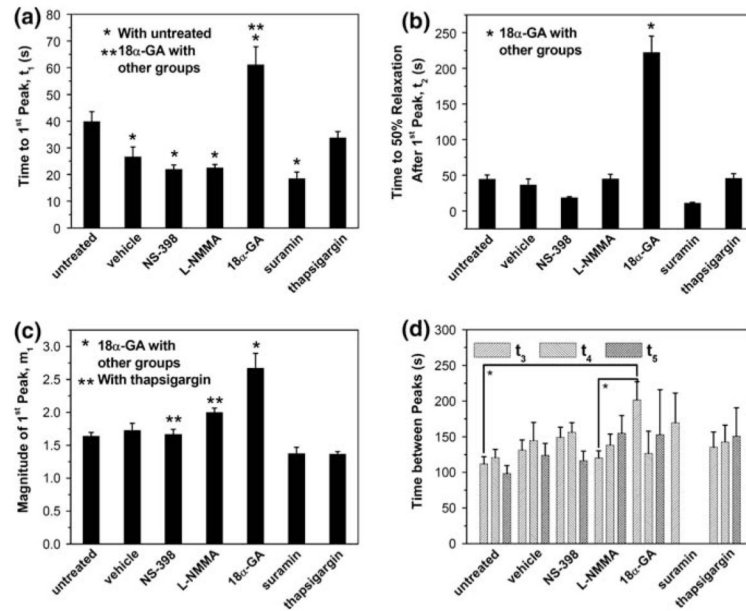 (a)
* With untreated
** 18α-GA with
other groups
**
*
*
*
*
*
Time to 1st Peak, t1 (s)
80
70
60
50
40
30
20
10
0
untreated
vehicle
NS-398
L-NMMA
18α-GA
suramin
thapsigargin
(b)
* 18α-GA with
other groups
*
Time to 50% Relaxation
After 1st Peak, t2 (s)
250
200
150
100
50
0
untreated
vehicle
NS-398
L-NMMA
18α-GA
suramin
thapsigargin
(c)
* 18α-GA with
other groups
** With thapsigargin
*
**
**
Magnitude of 1st Peak, m1
3.0
2.5
2.0
1.5
1.0
0.5
0.0
untreated
vehicle
NS-398
L-NMMA
18α-GA
suramin
thapsigargin
(d)
t3 t4 t5
*
*
Time between Peaks (s)
300
250
200
150
100
50
0
untreated
vehicle
NS-398
L-NMMA
18α-GA
suramin
thapsigargin